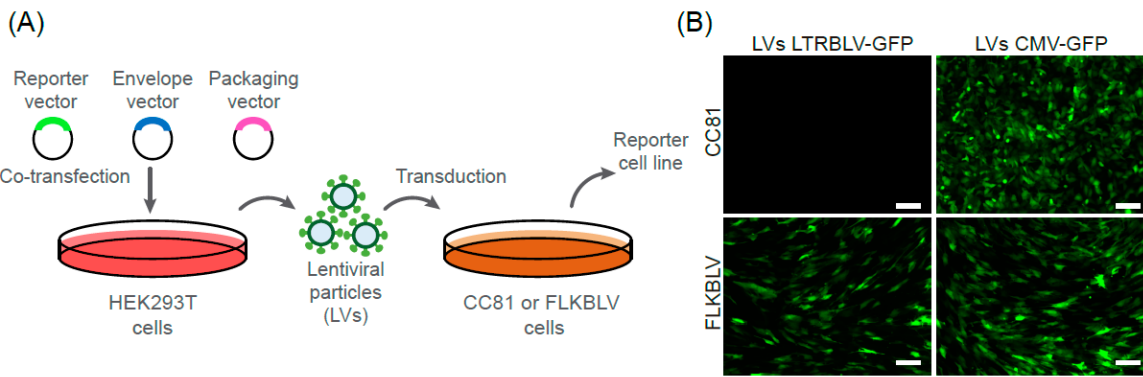 (A)
Reporter
vector
Envelope
vector
Packaging
vector
Co-transfection
HEK293T
cells
Lentiviral
particles
(LVs)
Transduction
CC81 or FLKBLV
cells
Reporter
cell line
(B)
LVs LTRBLV-GFP
LVs CMV-GFP
CC81
FLKBLV